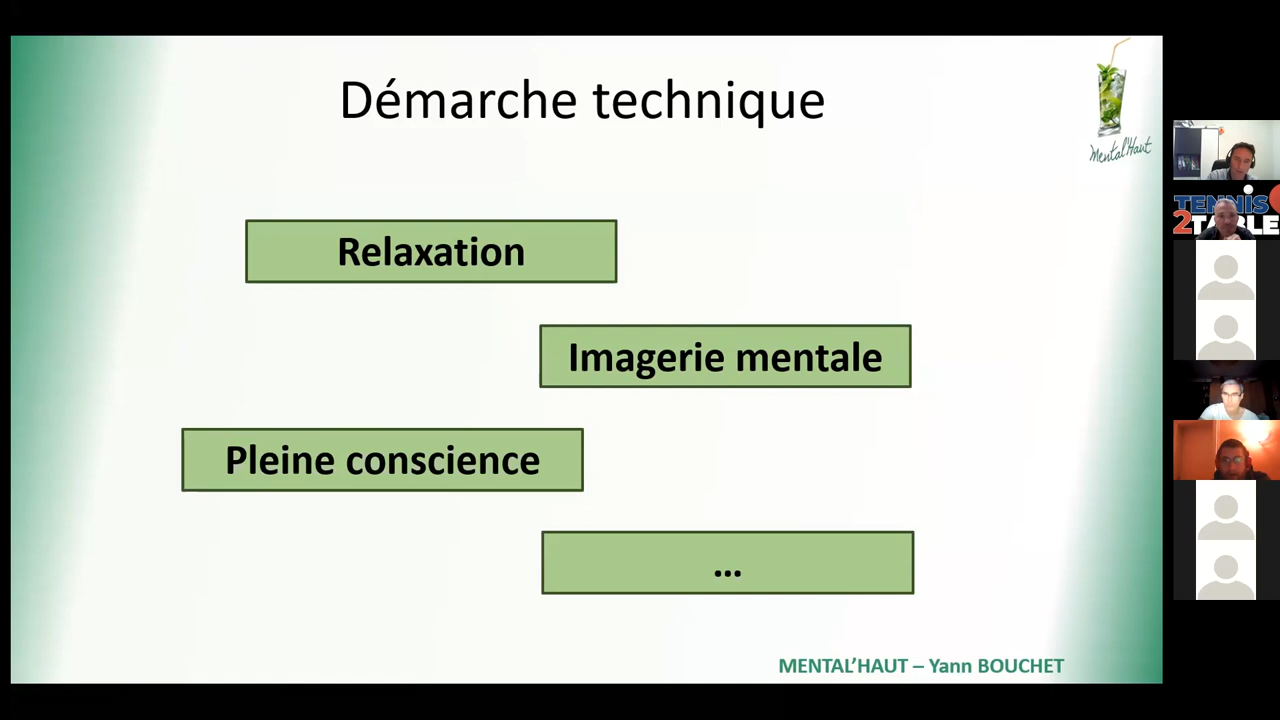 Démarche technique
Mental'Haut
Relaxation
Imagerie mentale
Pleine conscience
...
MENTAL'HAUT – Yann BOUCHET
TENNIS
2TABLE